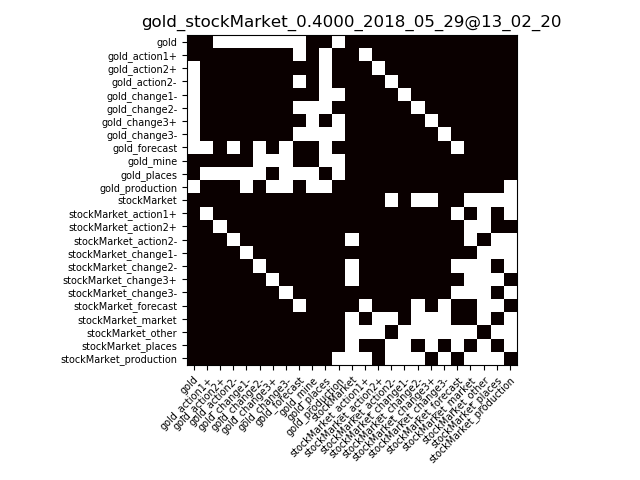 gold_stockMarket_0.4000_2018_05_29@13_02_20
gold
gold_action1+
gold_action2+
gold_action2-
gold_change1-
gold_change2-
gold_change3+
gold_change3-
gold_forecast
gold_mine
gold_places
gold_production
stockMarket
stockMarket_action1+
stockMarket_action2+
stockMarket_action2-
stockMarket_change1-
stockMarket_change2-
stockMarket_change3+
stockMarket_change3-
stockMarket_forecast
stockMarket_market
stockMarket_other
stockMarket_places
stockMarket_production
gold
gold_action1+
gold_action2+
gold_action2-
gold_change1-
gold_change2-
gold_change3+
gold_change3-
gold_forecast
gold_mine
gold_places
gold_production
stockMarket
stockMarket_action1+
stockMarket_action2+
stockMarket_action2-
stockMarket_change1-
stockMarket_change2-
stockMarket_change3+
stockMarket_change3-
stockMarket_forecast
stockMarket_market
stockMarket_other
stockMarket_places
stockMarket_production